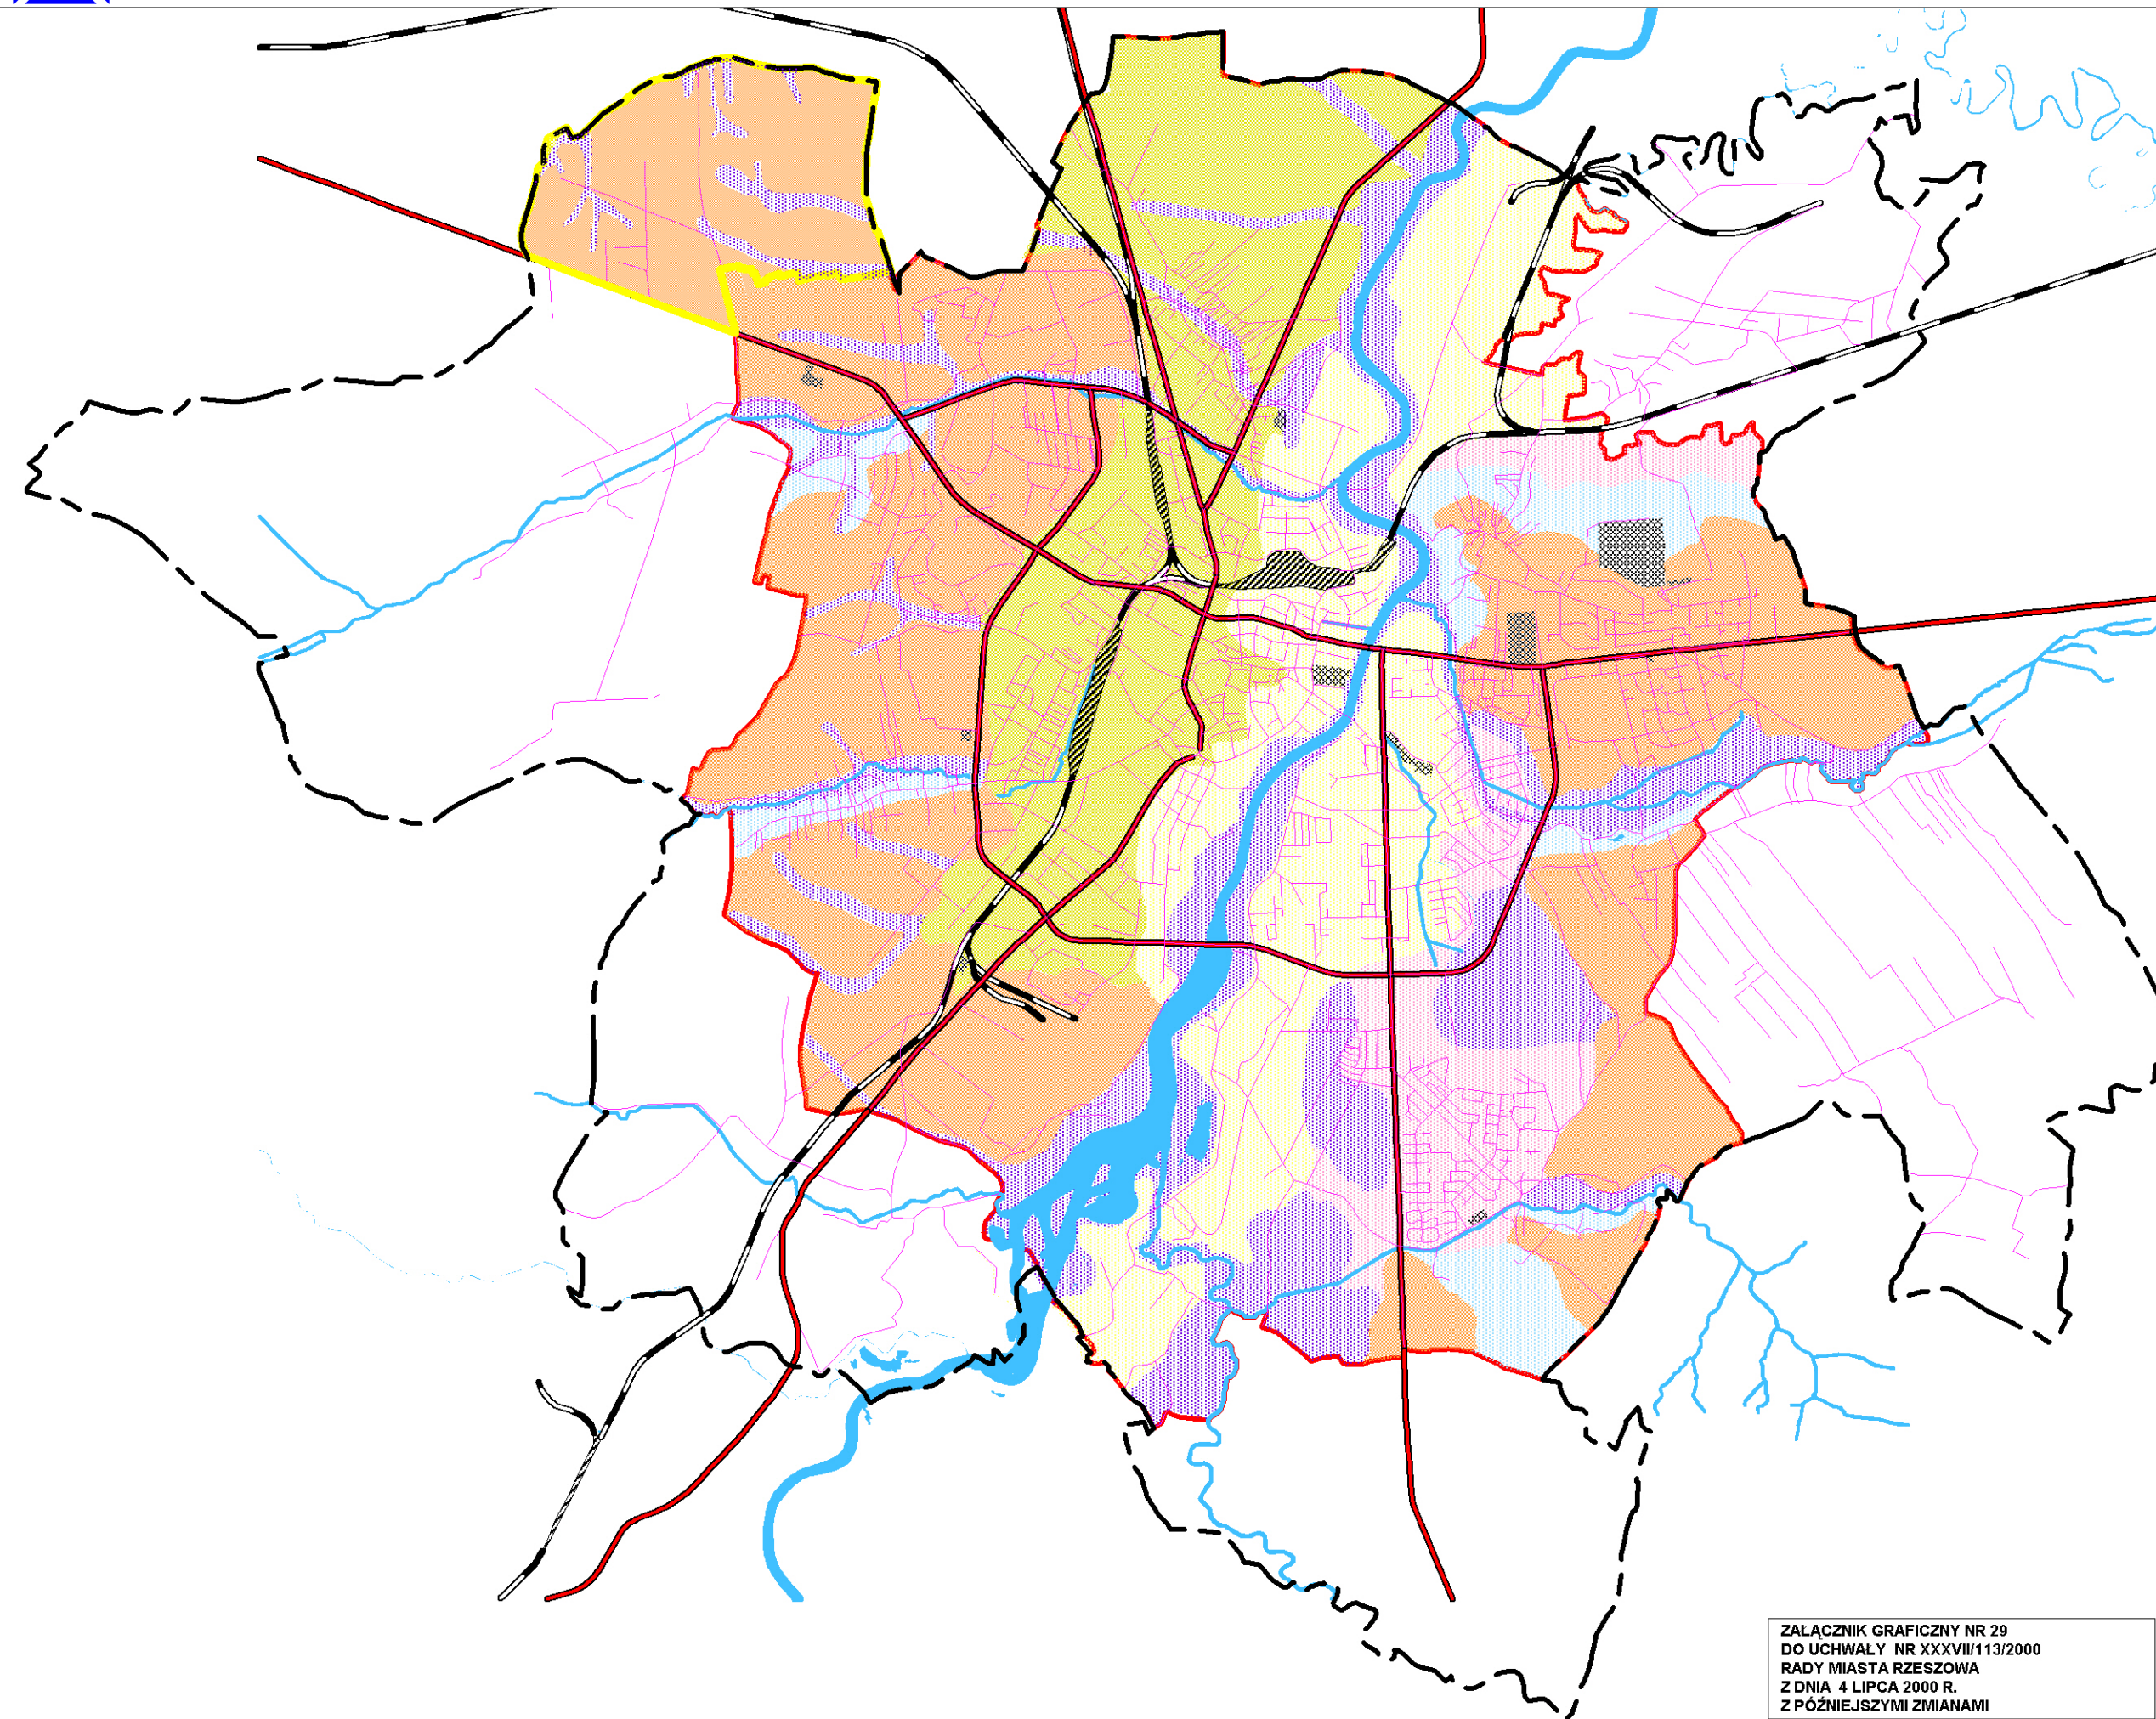 ZAŁĄCZNIK GRAFICZNY NR 29
DO UCHWAŁY NR XXXVII/113/2000
RADY MIASTA RZESZOWA
Z DNIA 4 LIPCA 2000 R.
Z PÓŹNIEJSZYMI ZMIANAMI